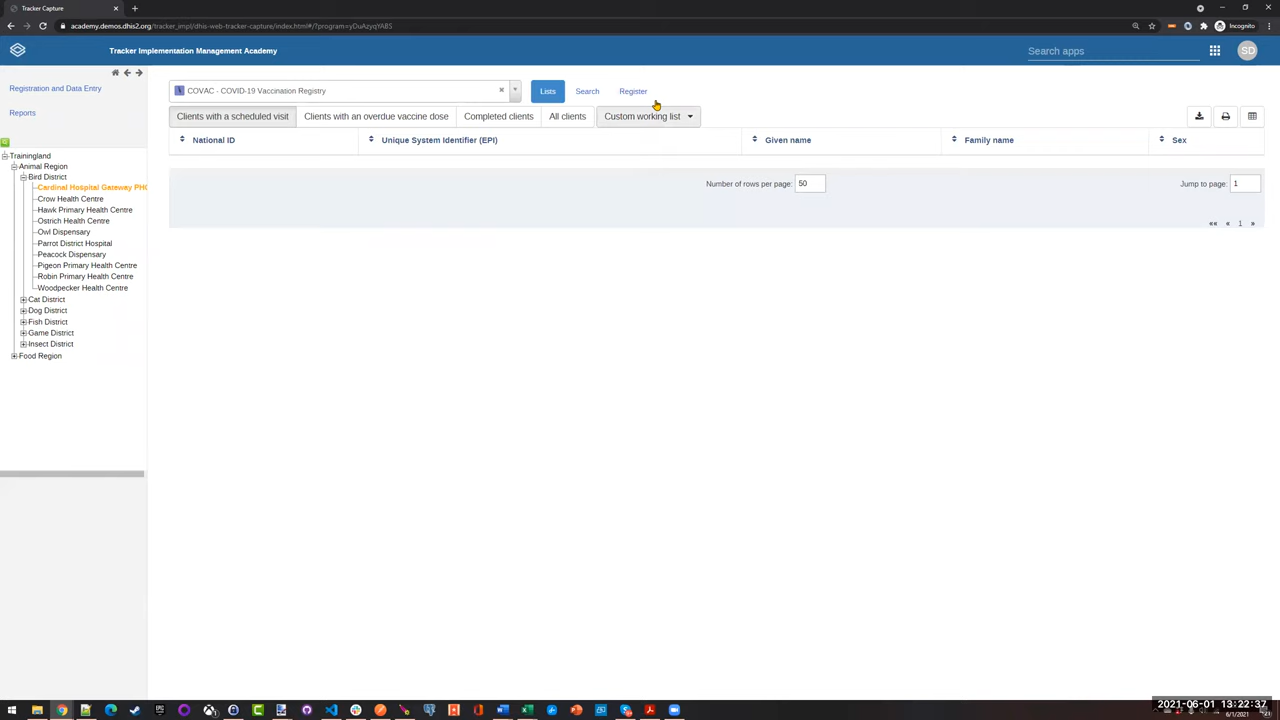 Tracker Capture
academy.demos.dhis2.org/tracker_impl/dhis-web-tracker-capture/index.html#/?program=yDuAzyqYABS
Incognito
Tracker Implementation Management Academy
Search apps
SD
Registration and Data Entry
Reports
COVAC - COVID-19 Vaccination Registry
Lists
Search
Register
Clients with a scheduled visit
Clients with an overdue vaccine dose
Completed clients
All clients
Custom working list
National ID
Unique System Identifier (EPI)
Given name
Family name
Sex
Number of rows per page: 50
Jump to page: 1
«« « 1 »
Trainingland
Animal Region
Bird District
Cardinal Hospital Gateway PHC
Crow Health Centre
Hawk Primary Health Centre
Ostrich Health Centre
Owl Dispensary
Parrot District Hospital
Peacock Dispensary
Pigeon Primary Health Centre
Robin Primary Health Centre
Woodpecker Health Centre
Cat District
Dog District
Fish District
Game District
Insect District
Food Region
2021-06-01 13:22:37
6/1/2021